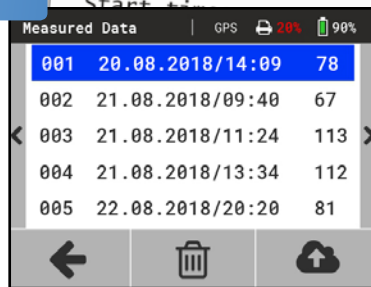 Start time
Measured Data | GPS 20% 90%
001 20.08.2018/14:09 78
002 21.08.2018/09:40 67
003 21.08.2018/11:24 113
004 21.08.2018/13:34 112
005 22.08.2018/20:20 81